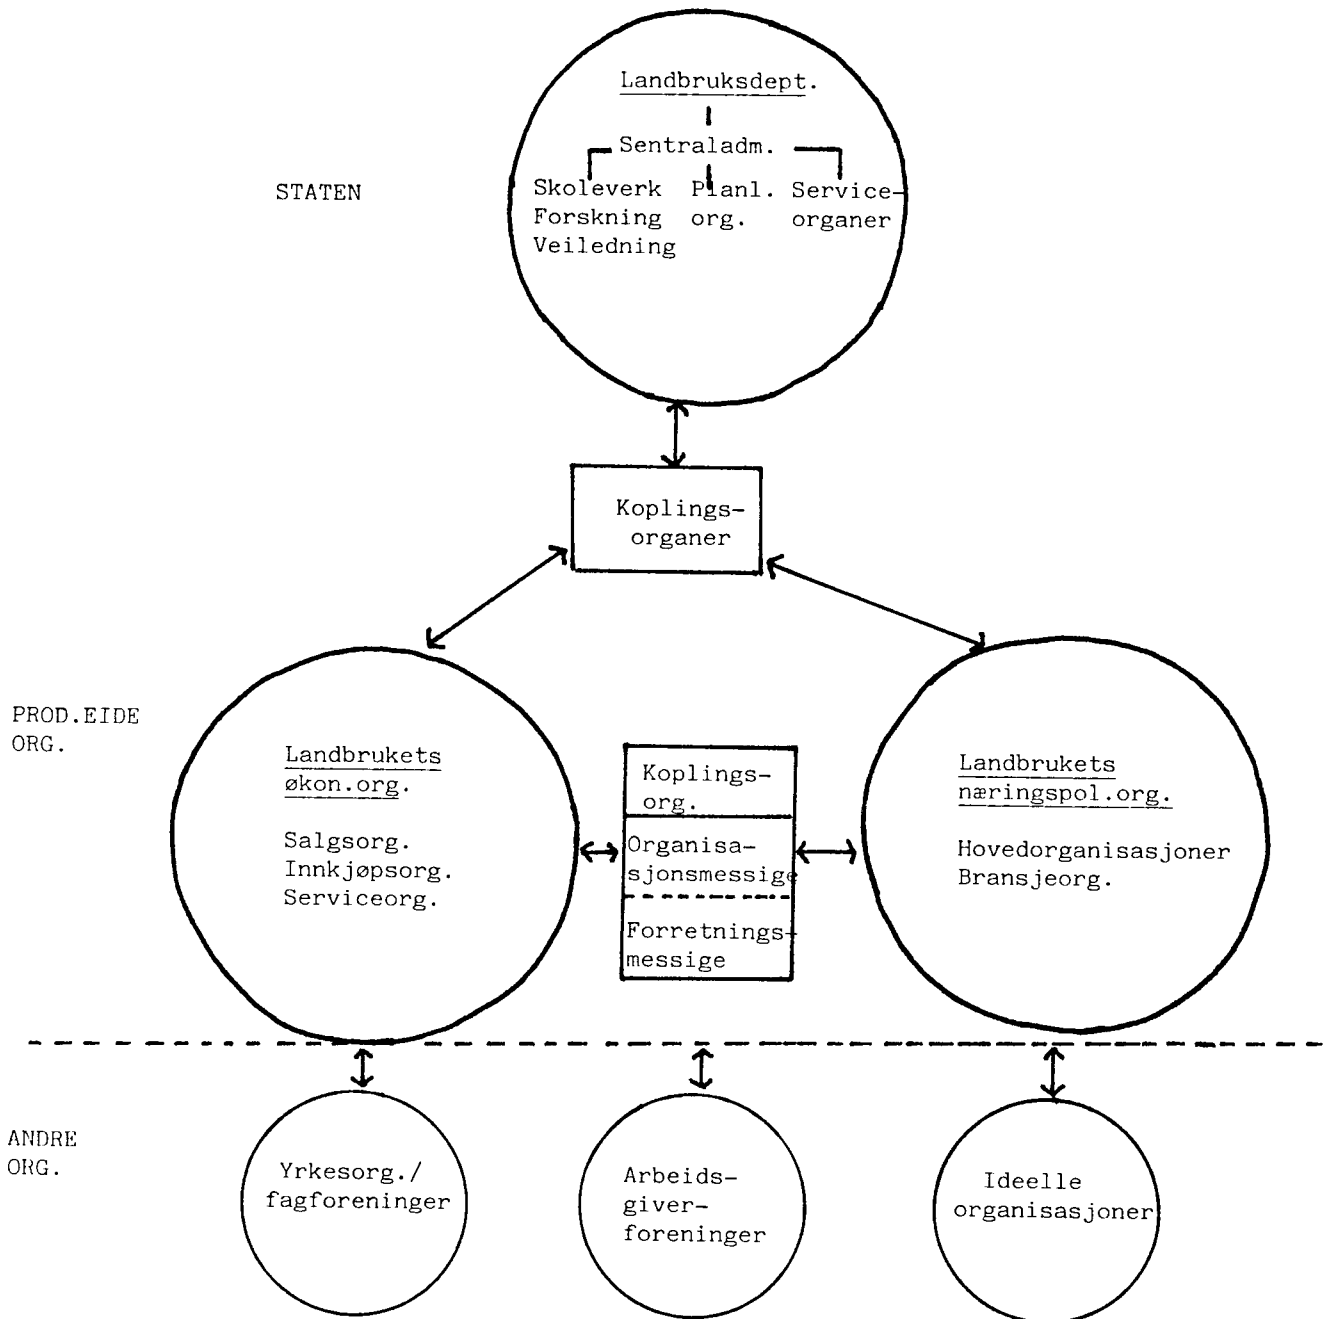 Landbruksdept.
Sentraladm.
STATEN
Skoleverk Planl. Service-
Forskning org. organer
Veiledning
Koplings-
organer
PROD.EIDE
ORG.
Landbrukets
økon.org.
Salgsorg.
Innkjøpsorg.
Serviceorg.
Koplings-
org.
Organisa-
sjonsmessige
Forretnings-
messige
Landbrukets
næringspol.org.
Hovedorganisasjoner
Bransjeorg.
ANDRE
ORG.
Yrkesorg./
fagforeninger
Arbeids-
giver-
foreninger
Ideelle
organisasjoner